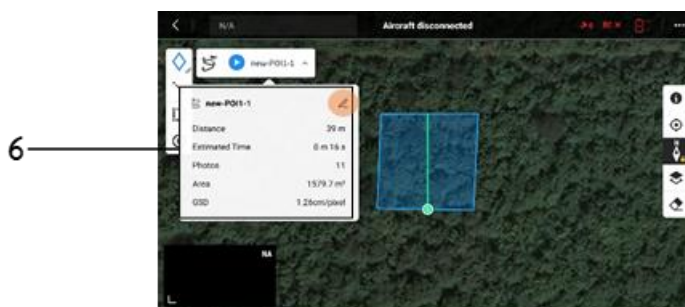 N/A
Aircraft disconnected
new-POI1-1
new-POI1-1
Distance 39 m
Estimated Time 0 m 16 s
Photos 11
Area 1579.7 m²
GSD 1.26cm/pixel
6
N/A